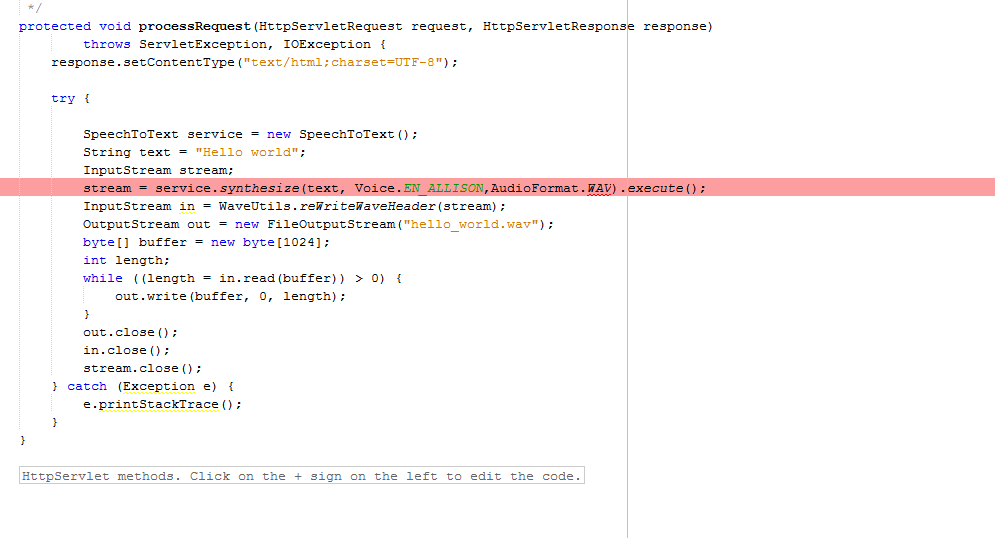 */
protected void processRequest(HttpServletRequest request, HttpServletResponse response)
throws ServletException, IOException {
response.setContentType("text/html;charset=UTF-8");
try {
SpeechToText service = new SpeechToText();
String text = "Hello world";
InputStream stream;
stream = service.synthesize(text, Voice.EN_ALLISON,AudioFormat.WAV).execute();
InputStream in = WaveUtils.reWriteWaveHeader(stream);
OutputStream out = new FileOutputStream("hello_world.wav");
byte[] buffer = new byte[1024];
int length;
while ((length = in.read(buffer)) > 0) {
out.write(buffer, 0, length);
}
out.close();
in.close();
stream.close();
} catch (Exception e) {
e.printStackTrace();
}
}
HttpServlet methods. Click on the + sign on the left to edit the code.